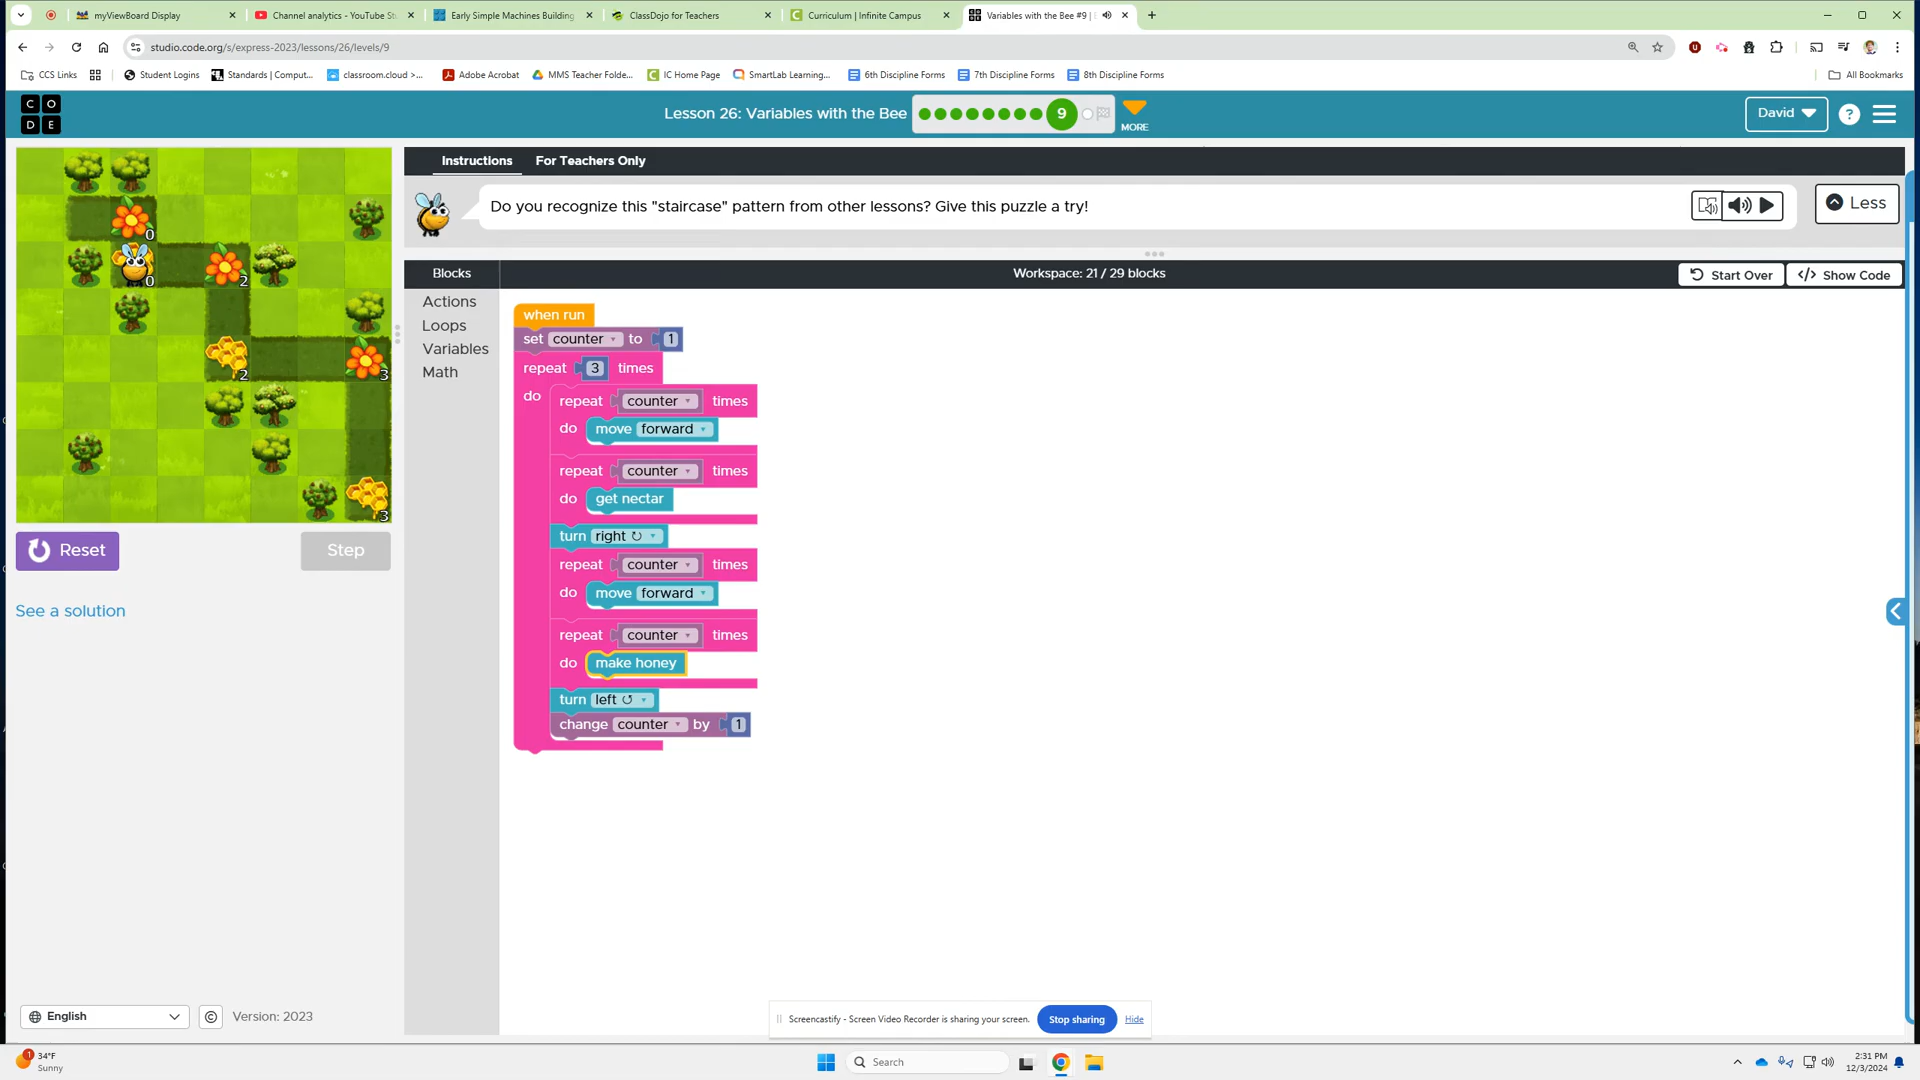 myViewBoard Display
Channel analytics - YouTube St
Early Simple Machines Building
ClassDojo for Teachers
Curriculum | Infinite Campus
Variables with the Bee #9 |
studio.code.org/s/express-2023/lessons/26/levels/9
CCS Links
Student Logins
Standards | Comput...
classroom.cloud >...
Adobe Acrobat
MMS Teacher Folde...
IC Home Page
SmartLab Learning...
6th Discipline Forms
7th Discipline Forms
8th Discipline Forms
All Bookmarks
C O
D E
Lesson 26: Variables with the Bee
9
MORE
David
?
Instructions
For Teachers Only
Do you recognize this "staircase" pattern from other lessons? Give this puzzle a try!
Less
Blocks
Workspace: 21 / 29 blocks
Start Over
</> Show Code
Actions
Loops
Variables
Math
0
0
2
2
3
3
Reset
Step
See a solution
when run
set counter to 1
repeat 3 times
do repeat counter times
do move forward
repeat counter times
do get nectar
turn right
repeat counter times
do move forward
repeat counter times
do make honey
turn left
change counter by 1
English
©
Version: 2023
Screencastify - Screen Video Recorder is sharing your screen.
Stop sharing
Hide
1
34°F
Sunny
Search
2:31 PM
12/3/2024